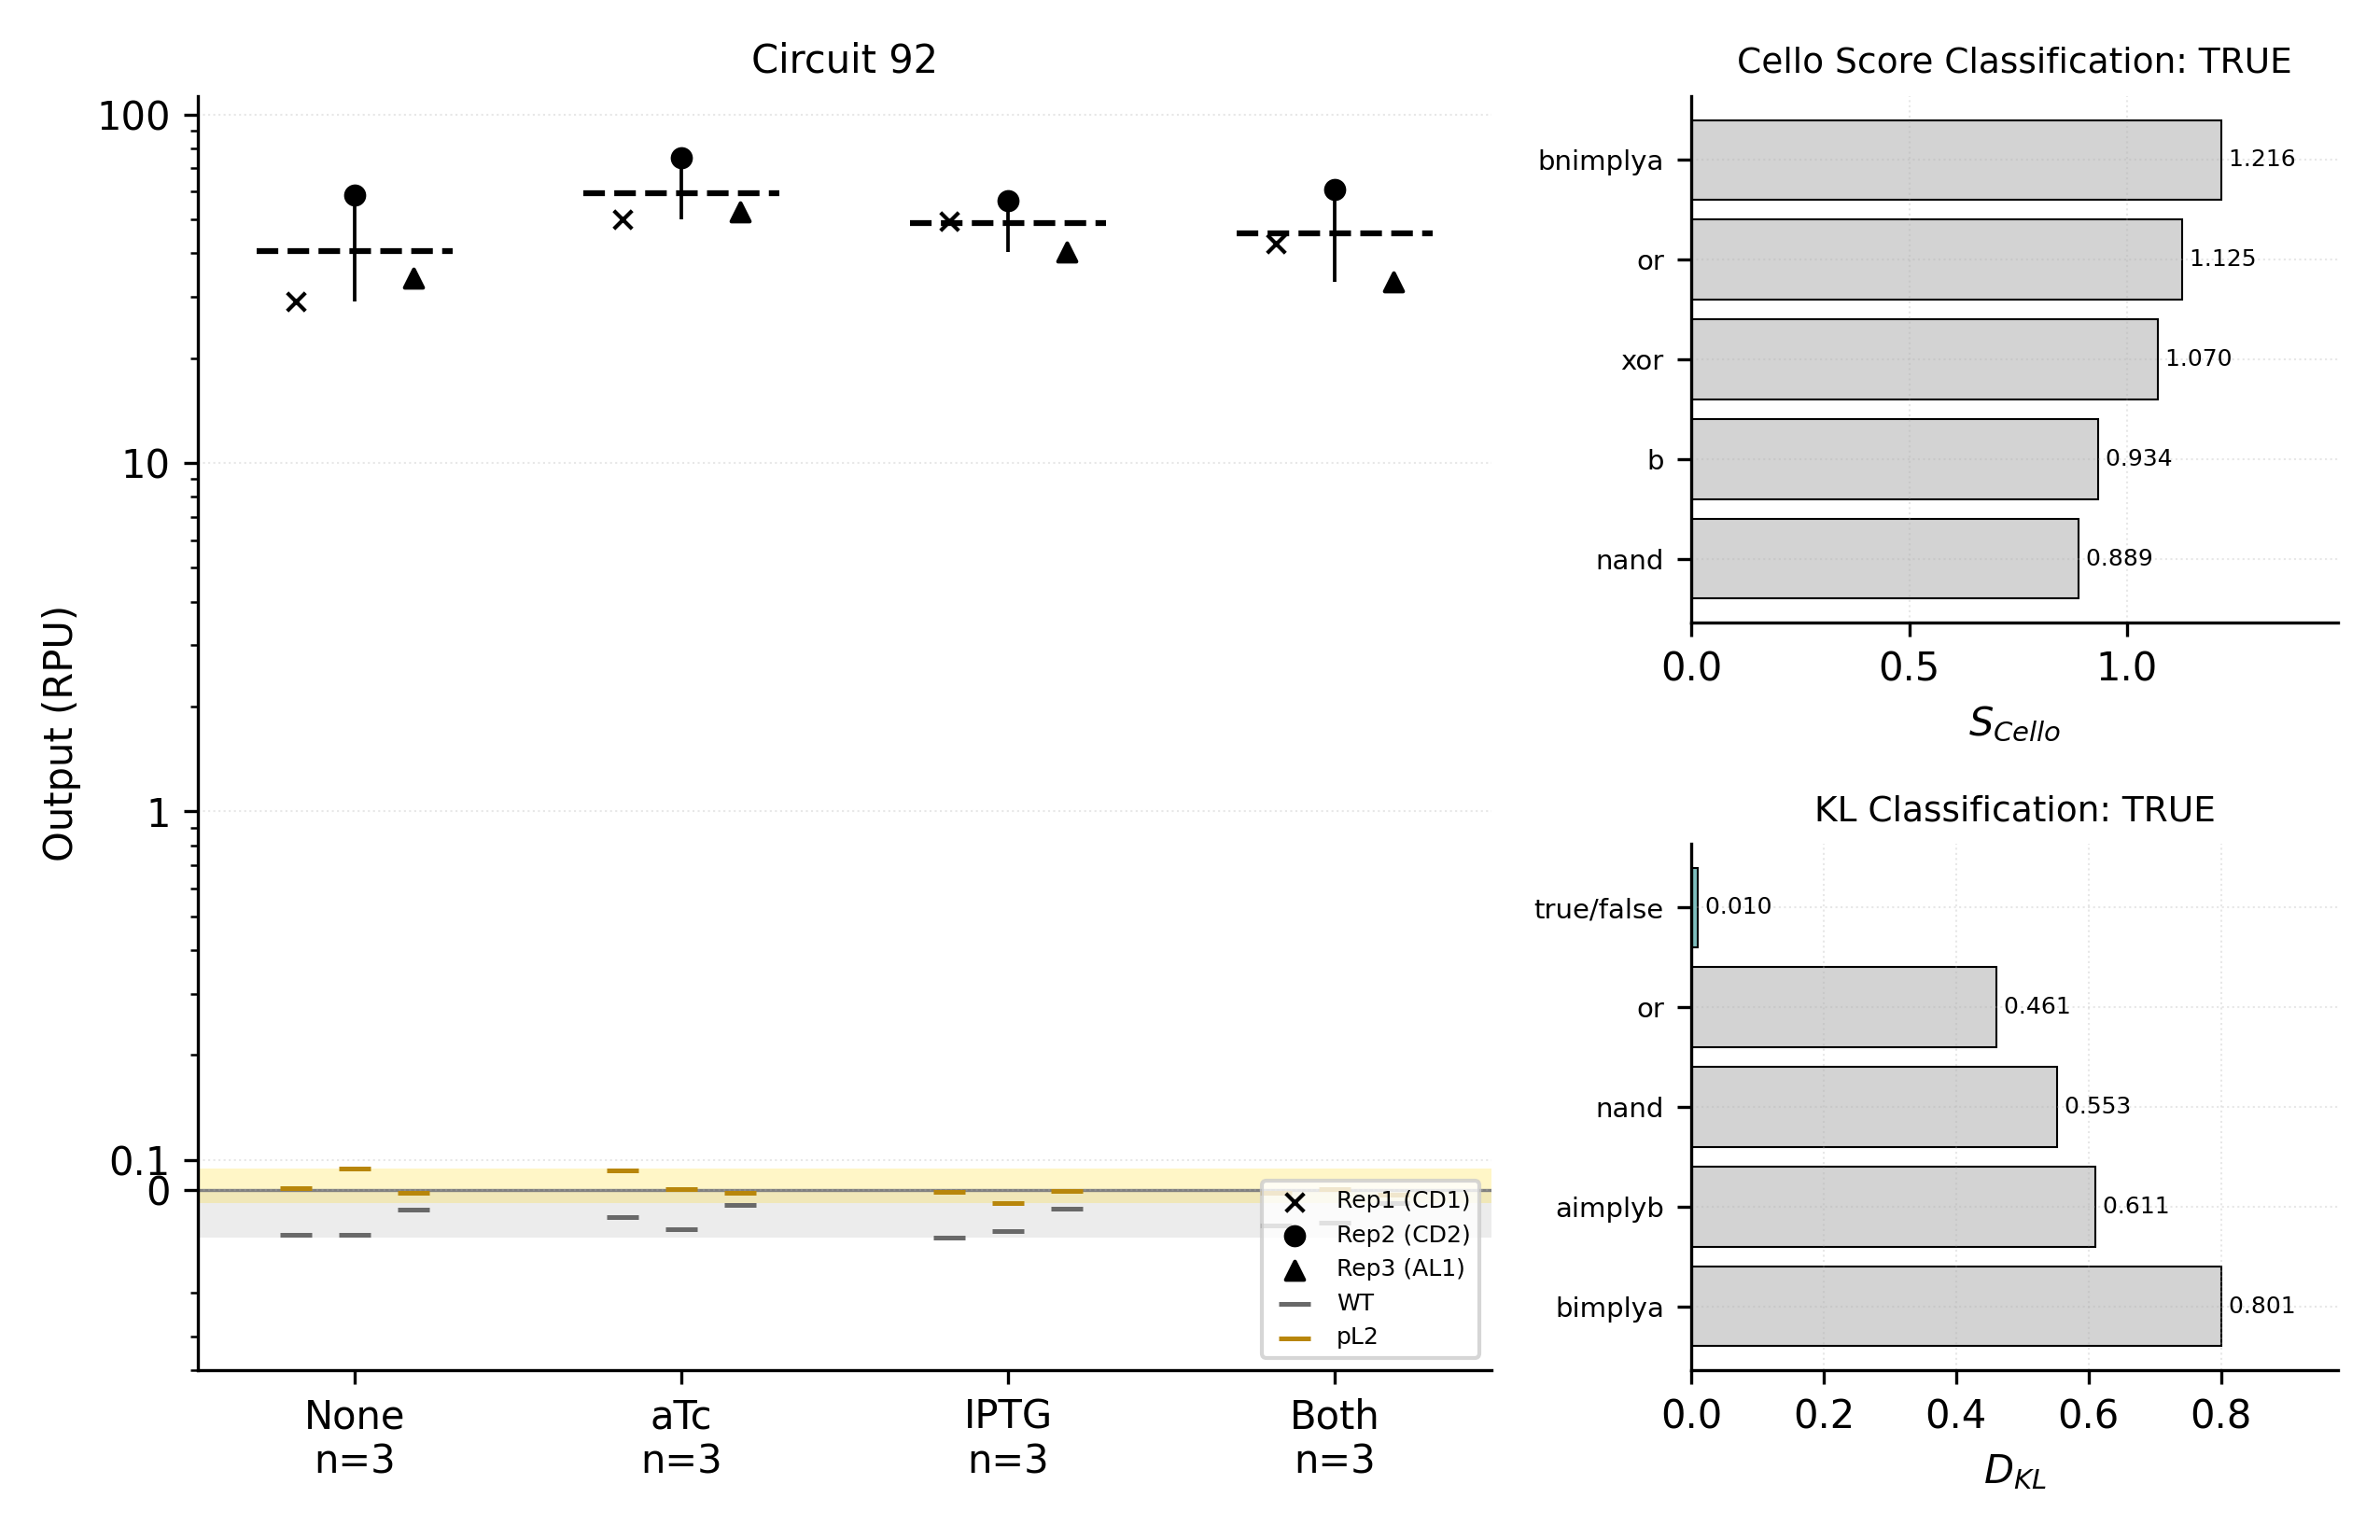 Circuit 92
Output (RPU)
100
10
1
0.1
0
None
n=3
aTc
n=3
IPTG
n=3
Both
n=3
Rep1 (CD1)
Rep2 (CD2)
Rep3 (AL1)
WT
pL2
Cello Score Classification: TRUE
bnimplya
1.216
or
1.125
xor
1.070
b
0.934
nand
0.889
0.0
0.5
1.0
S_Cello
KL Classification: TRUE
true/false
0.010
or
0.461
nand
0.553
aimplyb
0.611
bimplya
0.801
0.0
0.2
0.4
0.6
0.8
D_KL